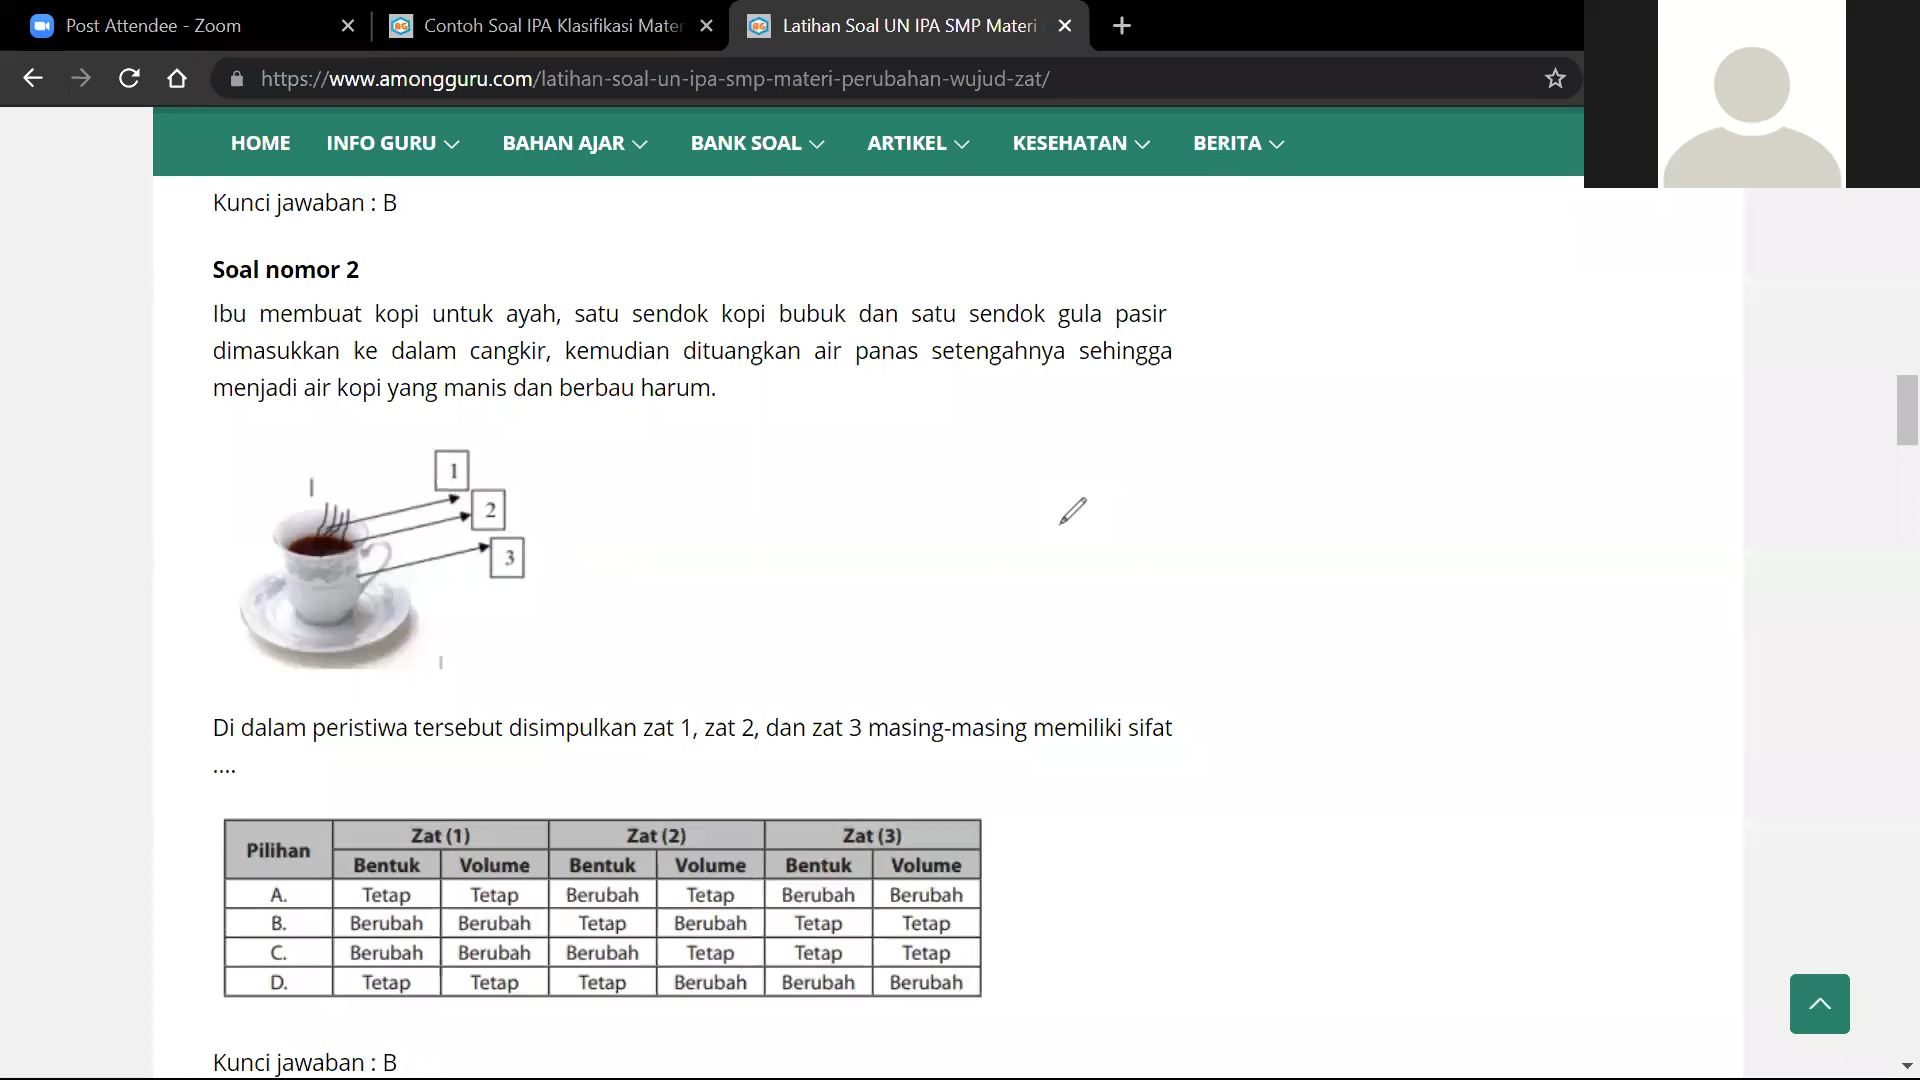 Post Attendee - Zoom
Contoh Soal IPA Klasifikasi Mater
Latihan Soal UN IPA SMP Materi
https://www.amongguru.com/latihan-soal-un-ipa-smp-materi-perubahan-wujud-zat/
HOME INFO GURU BAHAN AJAR BANK SOAL ARTIKEL KESEHATAN BERITA
Kunci jawaban : B
Soal nomor 2
Ibu membuat kopi untuk ayah, satu sendok kopi bubuk dan satu sendok gula pasir
dimasukkan ke dalam cangkir, kemudian dituangkan air panas setengahnya sehingga
menjadi air kopi yang manis dan berbau harum.
1
2
3
Di dalam peristiwa tersebut disimpulkan zat 1, zat 2, dan zat 3 masing-masing memiliki sifat
....
Pilihan Zat (1) Zat (2) Zat (3)
Bentuk Volume Bentuk Volume Bentuk Volume
A. Tetap Tetap Berubah Tetap Berubah Berubah
B. Berubah Berubah Tetap Berubah Tetap Tetap
C. Berubah Berubah Berubah Tetap Tetap Tetap
D. Tetap Tetap Tetap Berubah Berubah Berubah
Kunci jawaban : B